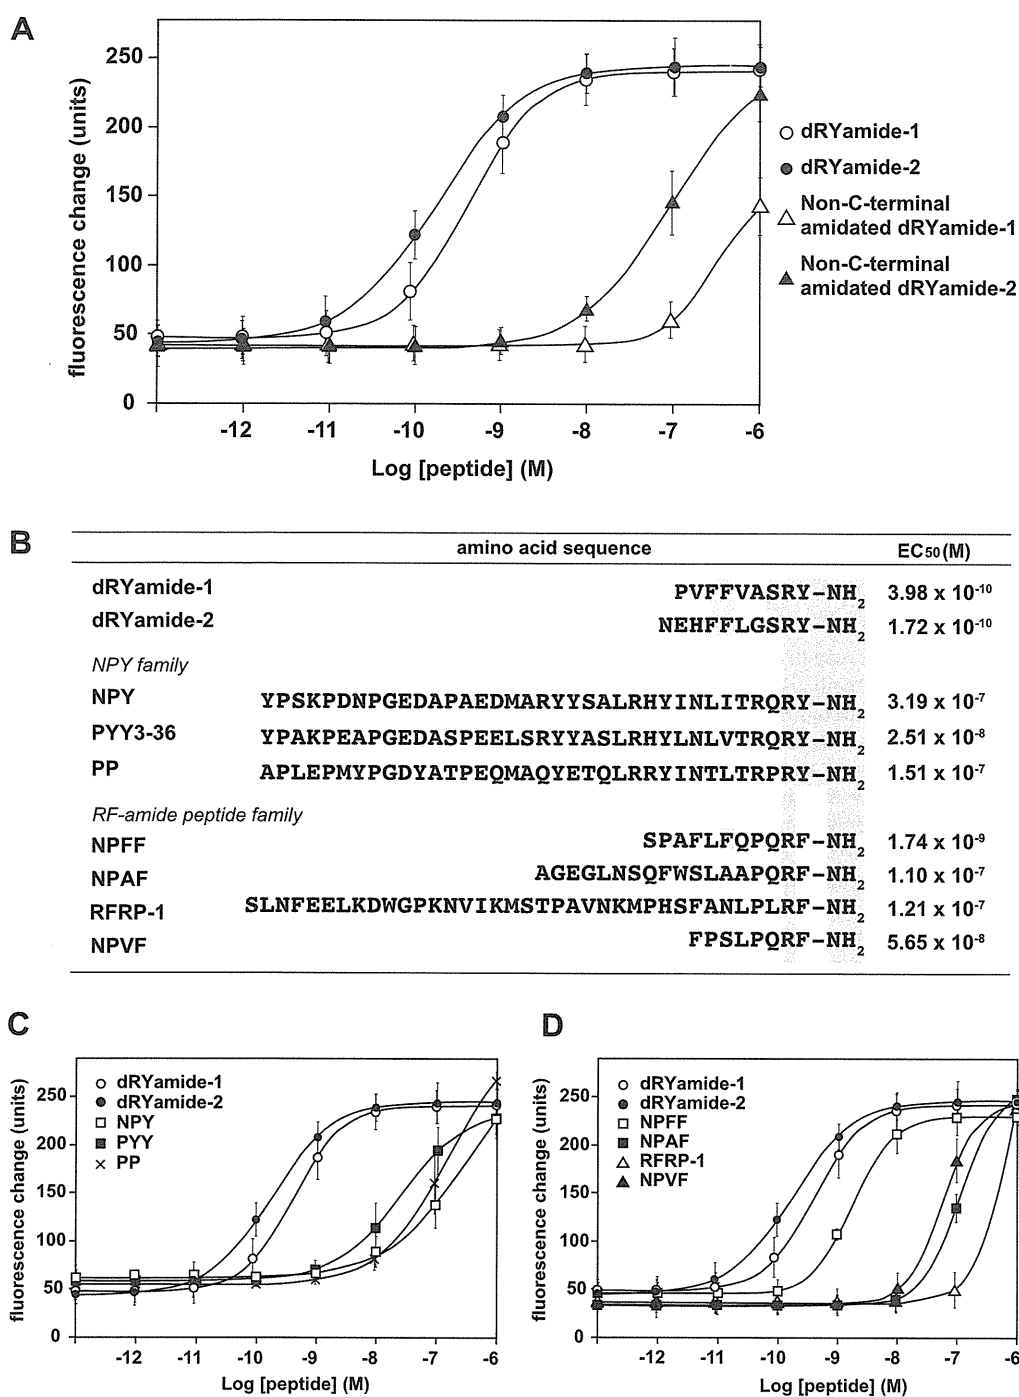 A
fluorescence change (units)
250
200
150
100
50
0
-12 -11 -10 -9 -8 -7 -6
Log [peptide] (M)
dRYamide-1
dRYamide-2
Non-C-terminal
amidated dRYamide-1
Non-C-terminal
amidated dRYamide-2
B
amino acid sequence EC50(M)
dRYamide-1 PVFFVASRY-NH2 3.98 x 10-10
dRYamide-2 NEHFFLGSRY-NH2 1.72 x 10-10
NPY family
NPY YPSKPDNPGEDAPAEDMARYYSALRHYINLITRQRY-NH2 3.19 x 10-7
PYY3-36 YPAKPEAPGEDASPEELSRYYASLRHYLNLVTRQRY-NH2 2.51 x 10-8
PP APLEPMYPGDYATPEQMAQYETQLRRYINTLTRPRY-NH2 1.51 x 10-7
RF-amide peptide family
NPFF SPAFLFQPQRF-NH2 1.74 x 10-9
NPAF AGEGLNSQFWSLAAPQRF-NH2 1.10 x 10-7
RFRP-1 SLNFEELKDWGPKNVIKMSTPAVNKMPHSFANLPLRF-NH2 1.21 x 10-7
NPVF FPSLPQRF-NH2 5.65 x 10-8
C
fluorescence change (units)
250
200
150
100
50
0
dRYamide-1
dRYamide-2
NPY
PYY
PP
-12 -11 -10 -9 -8 -7 -6
Log [peptide] (M)
D
fluorescence change (units)
250
200
150
100
50
0
dRYamide-1
dRYamide-2
NPFF
NPAF
RFRP-1
NPVF
-12 -11 -10 -9 -8 -7 -6
Log [peptide] (M)